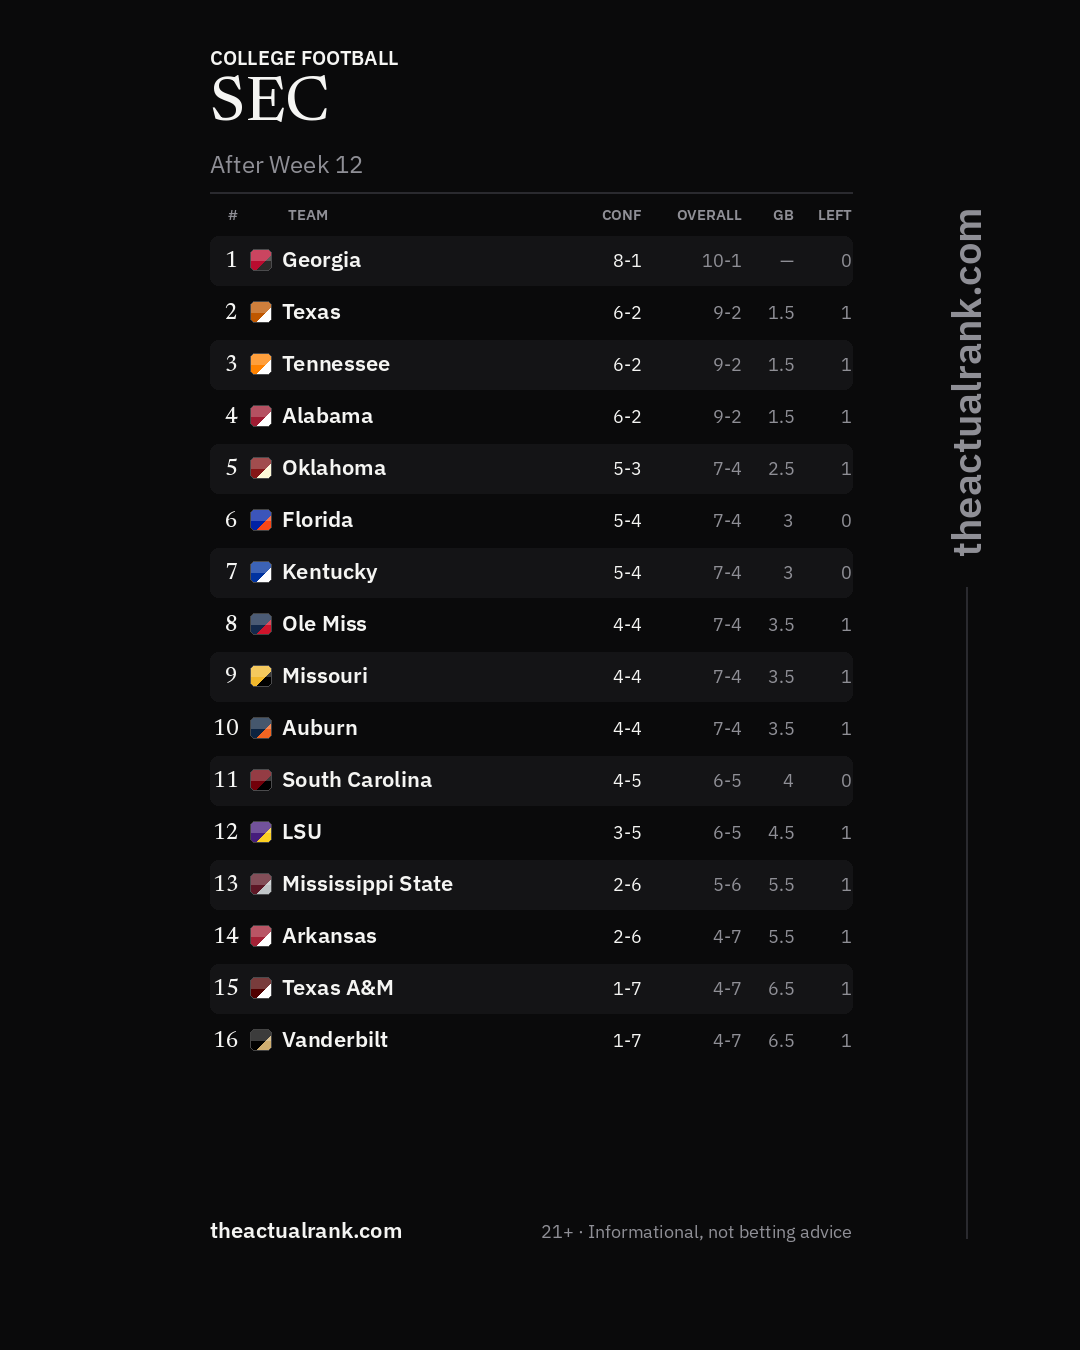 COLLEGE FOOTBALL
SEC
After Week 12
# TEAM CONF OVERALL GB LEFT
1 Georgia 8-1 10-1 — 0
2 Texas 6-2 9-2 1.5 1
3 Tennessee 6-2 9-2 1.5 1
4 Alabama 6-2 9-2 1.5 1
5 Oklahoma 5-3 7-4 2.5 1
6 Florida 5-4 7-4 3 0
7 Kentucky 5-4 7-4 3 0
8 Ole Miss 4-4 7-4 3.5 1
9 Missouri 4-4 7-4 3.5 1
10 Auburn 4-4 7-4 3.5 1
11 South Carolina 4-5 6-5 4 0
12 LSU 3-5 6-5 4.5 1
13 Mississippi State 2-6 5-6 5.5 1
14 Arkansas 2-6 4-7 5.5 1
15 Texas A&M 1-7 4-7 6.5 1
16 Vanderbilt 1-7 4-7 6.5 1
theactualrank.com
21+ · Informational, not betting advice
theactualrank.com